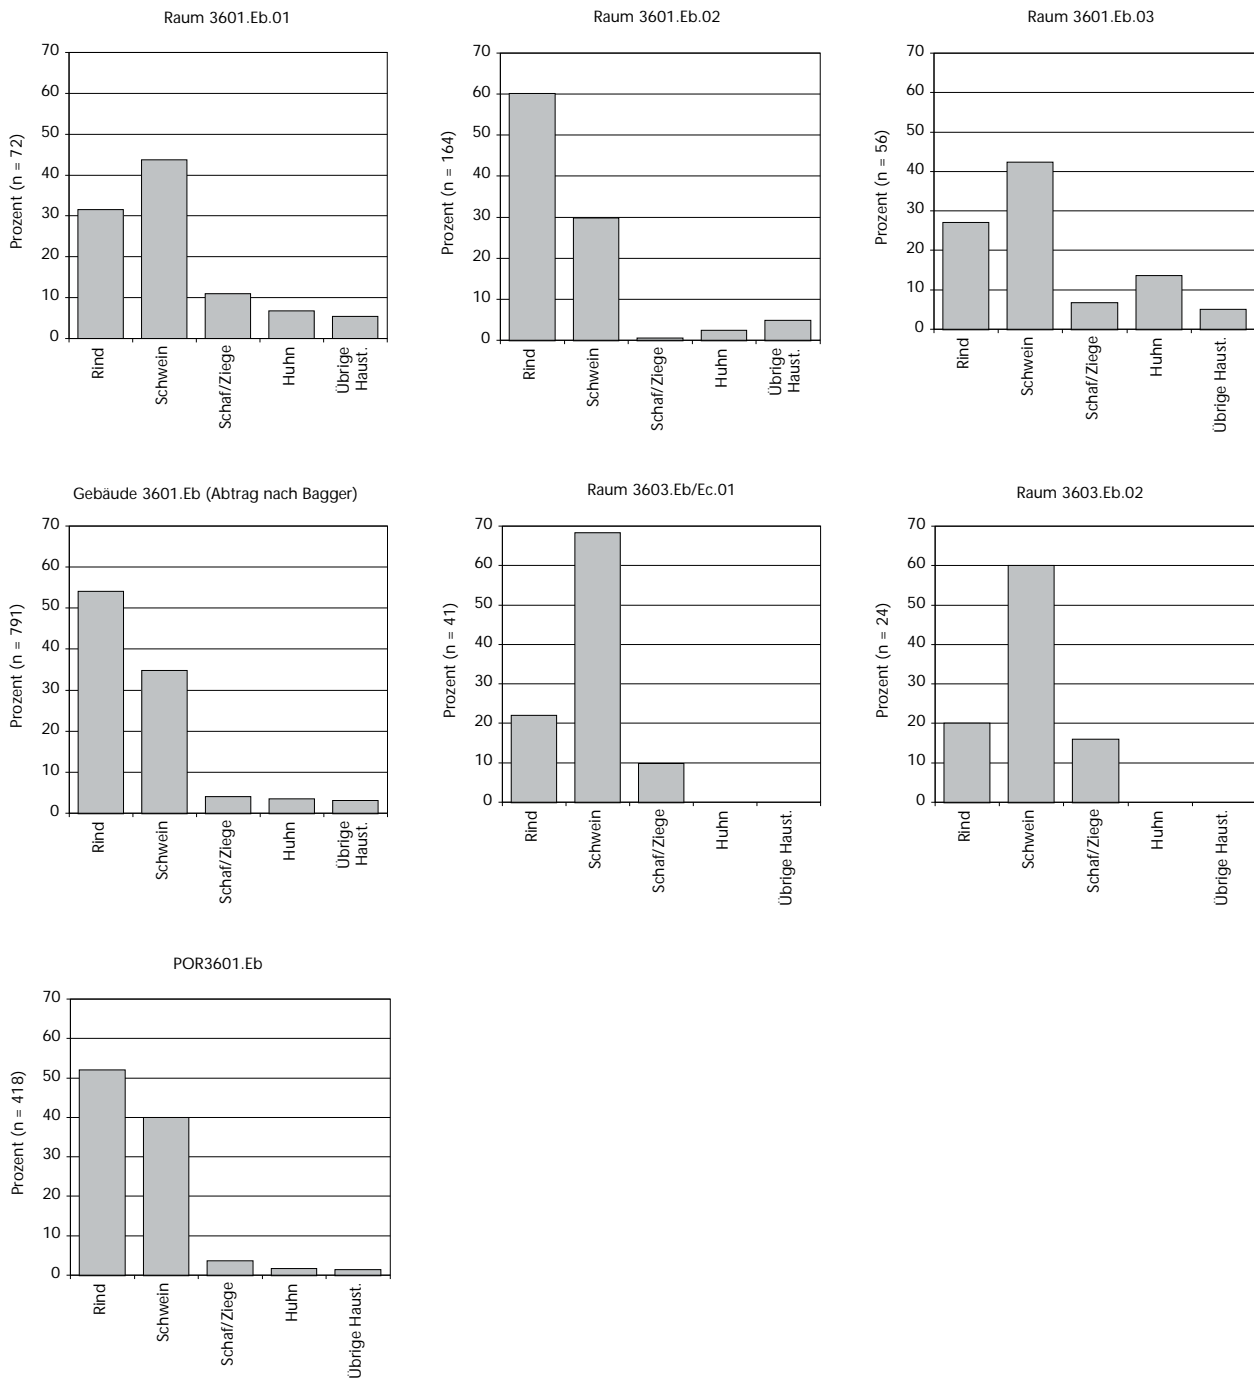 Raum 3601.Eb.01
Prozent (n = 72)
70
60
50
40
30
20
10
0
Rind
Schwein
Schaf/Ziege
Huhn
Übrige
Haust.
Raum 3601.Eb.02
Prozent (n = 164)
70
60
50
40
30
20
10
0
Rind
Schwein
Schaf/Ziege
Huhn
Übrige
Haust.
Raum 3601.Eb.03
Prozent (n = 56)
70
60
50
40
30
20
10
0
Rind
Schwein
Schaf/Ziege
Huhn
Übrige Haust.
Gebäude 3601.Eb (Abtrag nach Bagger)
Prozent (n = 791)
70
60
50
40
30
20
10
0
Rind
Schwein
Schaf/Ziege
Huhn
Übrige
Haust.
Raum 3603.Eb/Ec.01
Prozent (n = 41)
70
60
50
40
30
20
10
0
Rind
Schwein
Schaf/Ziege
Huhn
Übrige Haust.
Raum 3603.Eb.02
Prozent (n = 24)
70
60
50
40
30
20
10
0
Rind
Schwein
Schaf/Ziege
Huhn
Übrige Haust.
POR3601.Eb
Prozent (n = 418)
70
60
50
40
30
20
10
0
Rind
Schwein
Schaf/Ziege
Huhn
Übrige Haust.